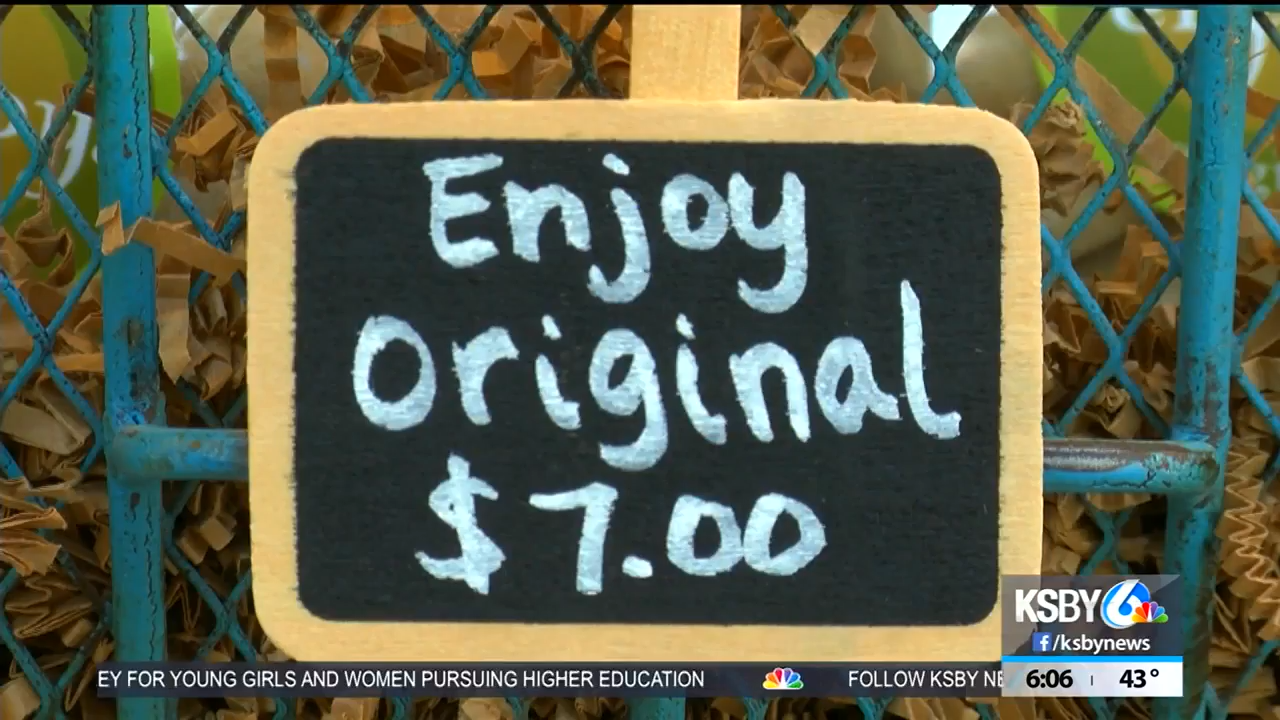 Enjoy
Original
$7.00
KSBY 6
f/ksbynews
EY FOR YOUNG GIRLS AND WOMEN PURSUING HIGHER EDUCATION
FOLLOW KSBY NE
6:06
43°